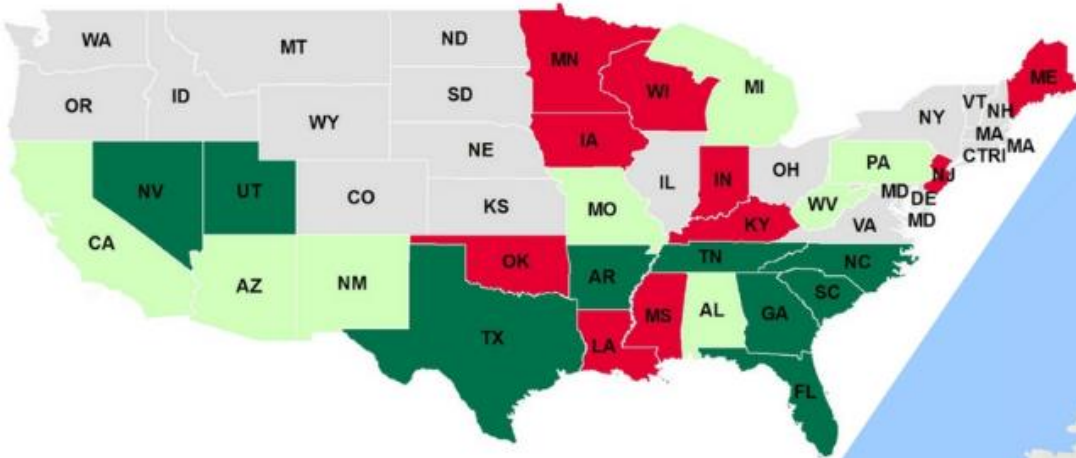 WA
MT
ND
MN
ME
OR
ID
SD
WI
MI
VT
NH
NY
WY
MA
MA
IA
NE
CT
RI
PA
OH
NJ
NV
UT
IL
IN
MD
DE
CO
WV
MD
KS
MO
VA
KY
CA
TN
NC
OK
AR
AZ
NM
SC
MS
AL
GA
TX
LA
FL